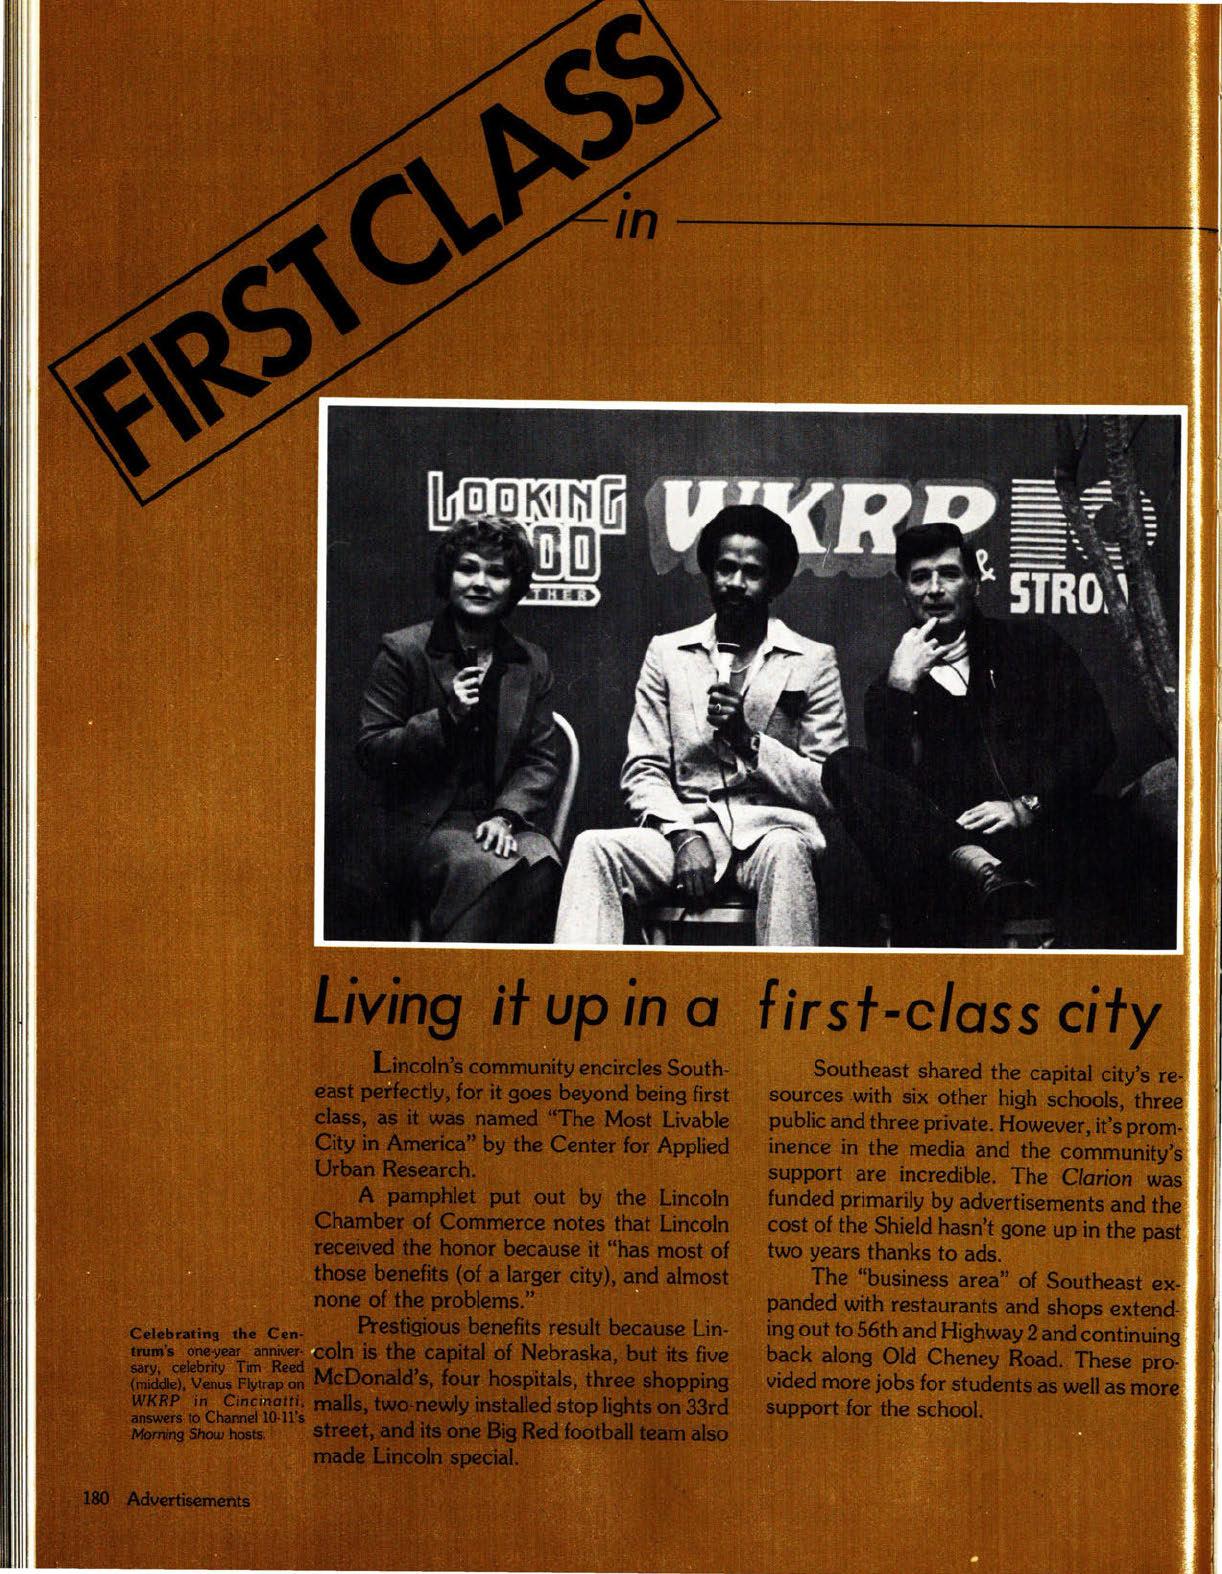 FIRST CLASS
in
LOOKING
WKRP
&
Living it up in a first-class city
Lincoln's community encircles South-
east perfectly, for it goes beyond being first
class, as it was named "The Most Livable
City in America" by the Center for Applied
Urban Research.
A pamphlet put out by the Lincoln
Chamber of Commerce notes that Lincoln
received the honor because it "has most of
those benefits (of a larger city), and almost
none of the problems."
Prestigious benefits result because Lin-
coln is the capital of Nebraska, but its five
McDonald's, four hospitals, three shopping
malls, two newly installed stop lights on 33rd
street, and its one Big Red football team also
made Lincoln special.
Southeast shared the capital city's re-
sources with six other high schools, three
public and three private. However, it's prom-
inence in the media and the community's
support are incredible. The Clarion was
funded primarily by advertisements and the
cost of the Shield hasn't gone up in the past
two years thanks to ads.
The "business area" of Southeast ex-
panded with restaurants and shops extend-
ing out to 56th and Highway 2 and continuing
back along Old Cheney Road. These pro-
vided more jobs for students as well as more
support for the school.
Celebrating the Cen-
trum's one-year anniver-
sary, celebrity Tim Reed
(middle), Venus Flytrap on
WKRP in Cincinatti,
answers to Channel 10-11's
Morning Show hosts.
180 Advertisements